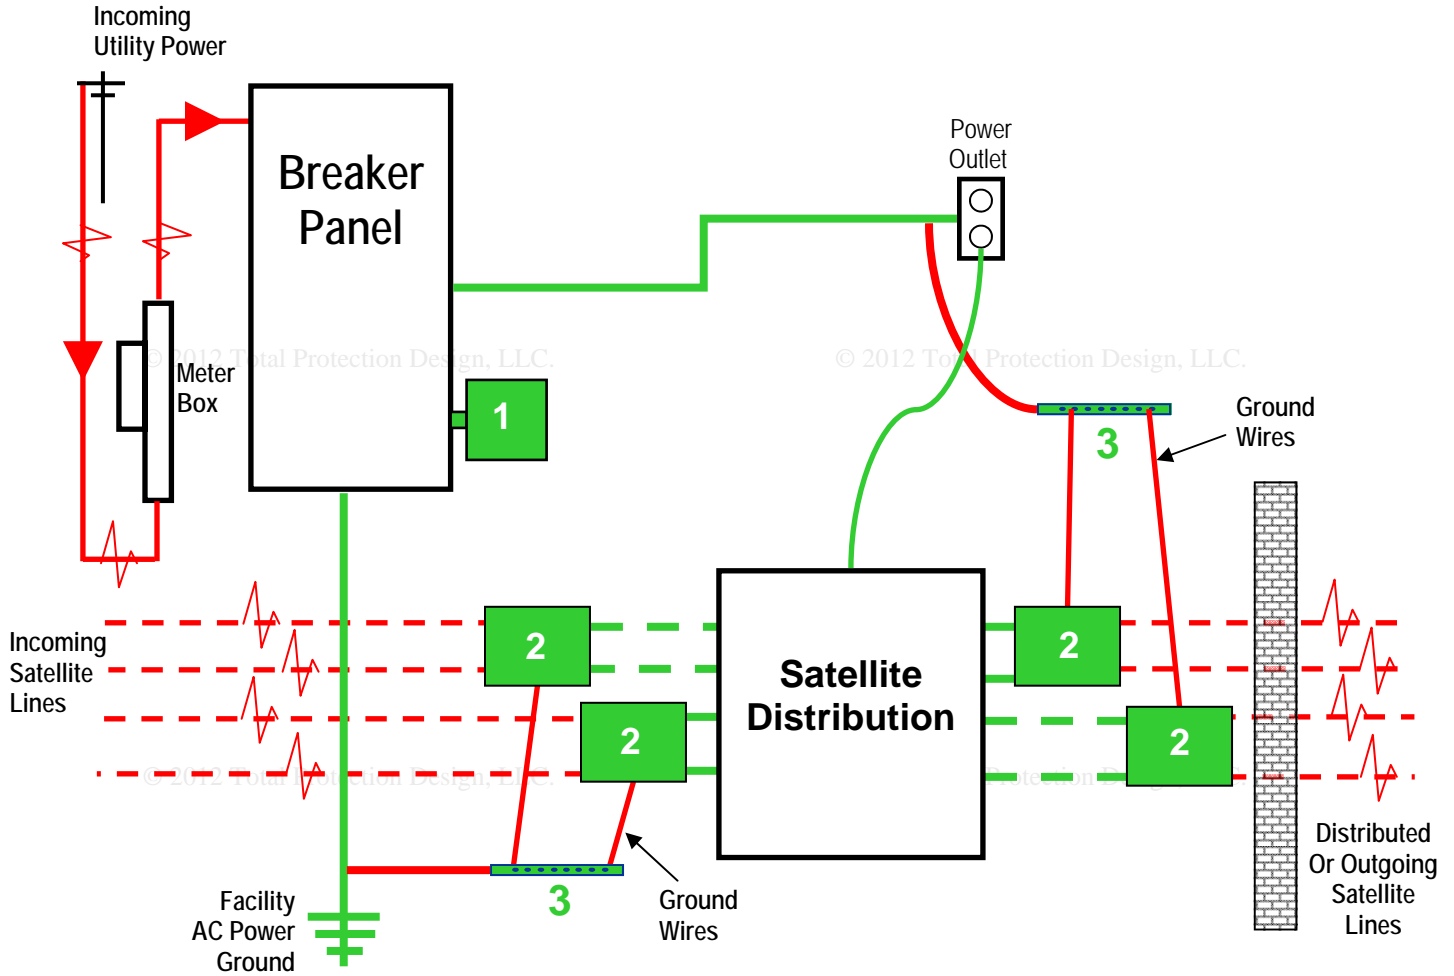 Incoming
Utility Power
Breaker
Panel
Power
Outlet
© 2012 Total Protection Design, LLC.
© 2012 Total Protection Design, LLC.
Meter
Box
1
Ground
Wires
3
Incoming
Satellite
Lines
2
2
2
2
Satellite
Distribution
© 2012 Total Protection Design, LLC.
Protection Design
Distributed
Or Outgoing
Satellite
Lines
3
Ground
Wires
Facility
AC Power
Ground